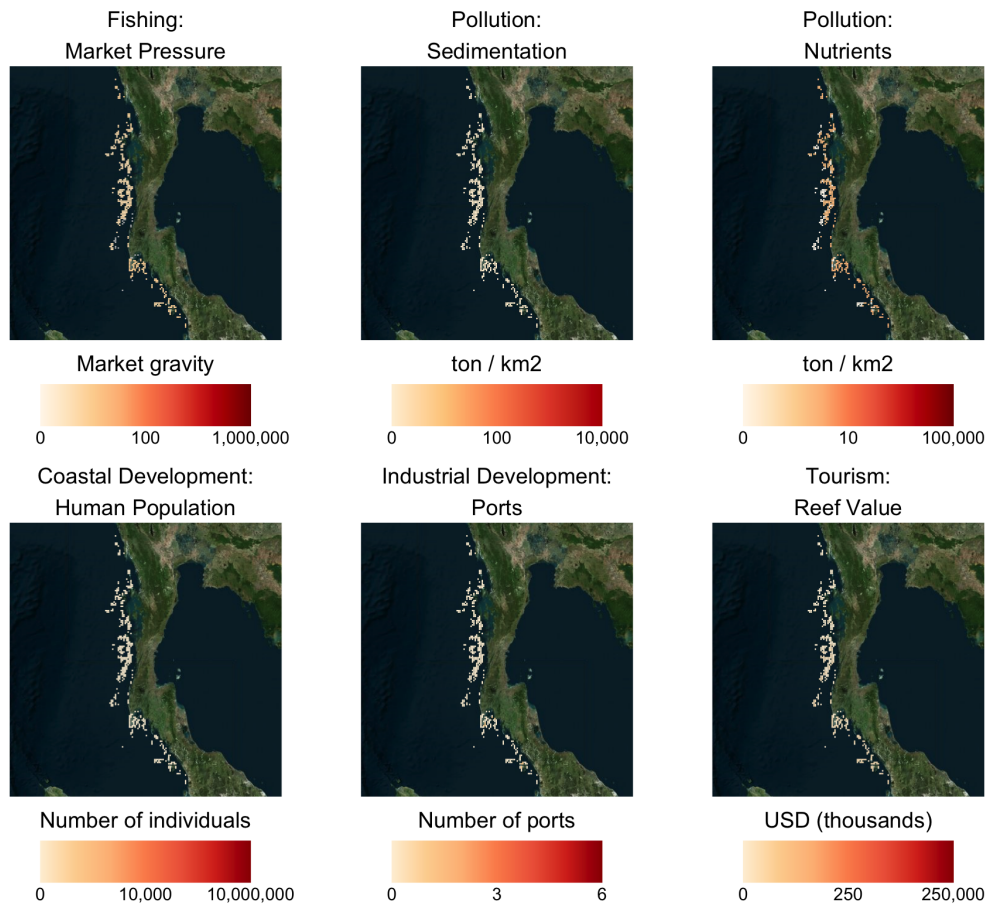 Fishing:
Market Pressure
Pollution:
Sedimentation
Pollution:
Nutrients
Market gravity
0 100 1,000,000
ton / km2
0 100 10,000
ton / km2
0 10 100,000
Coastal Development:
Human Population
Industrial Development:
Ports
Tourism:
Reef Value
Number of individuals
0 10,000 10,000,000
Number of ports
0 3 6
USD (thousands)
0 250 250,000